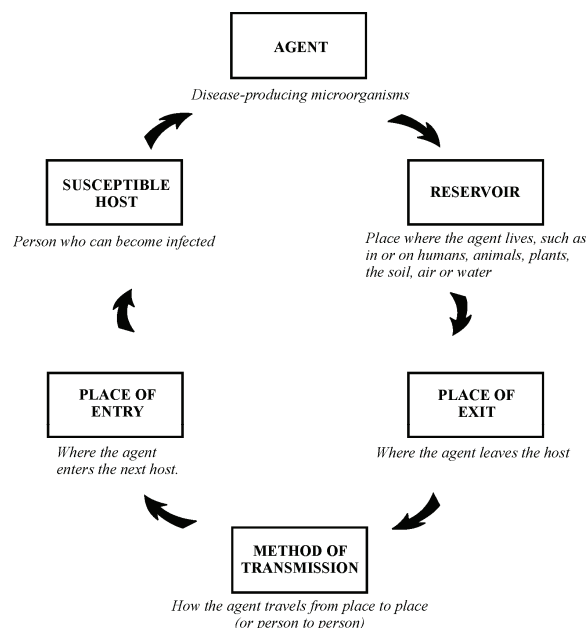 AGENT
Disease-producing microorganisms
SUSCEPTIBLE
HOST
Person who can become infected
RESERVOIR
Place where the agent lives, such as
in or on humans, animals, plants,
the soil, air or water
PLACE OF
ENTRY
Where the agent
enters the next host.
PLACE OF
EXIT
Where the agent leaves the host
METHOD OF
TRANSMISSION
How the agent travels from place to place
(or person to person)